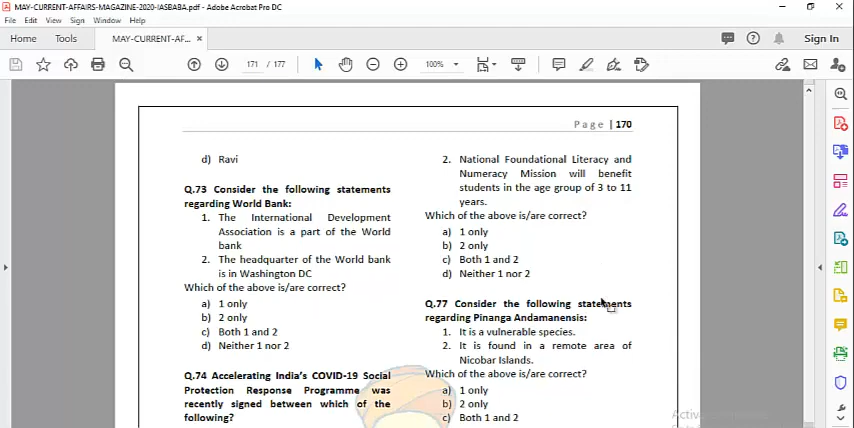 MAY-CURRENT-AFFAIRS-MAGAZINE-2020-IASBABA.pdf - Adobe Acrobat Pro DC
File Edit View Sign Window Help
Home Tools MAY-CURRENT-AF... × Sign In
171 / 177 100%
Page | 170
d) Ravi
Q.73 Consider the following statements
regarding World Bank:
1. The International Development
Association is a part of the World
bank
2. The headquarter of the World bank
is in Washington DC
Which of the above is/are correct?
a) 1 only
b) 2 only
c) Both 1 and 2
d) Neither 1 nor 2
Q.74 Accelerating India's COVID-19 Social
Protection Response Programme was
recently signed between which of the
following?
2. National Foundational Literacy and
Numeracy Mission will benefit
students in the age group of 3 to 11
years.
Which of the above is/are correct?
a) 1 only
b) 2 only
c) Both 1 and 2
d) Neither 1 nor 2
Q.77 Consider the following statements
regarding Pinanga Andamanensis:
1. It is a vulnerable species.
2. It is found in a remote area of
Nicobar Islands.
Which of the above is/are correct?
a) 1 only
b) 2 only
c) Both 1 and 2